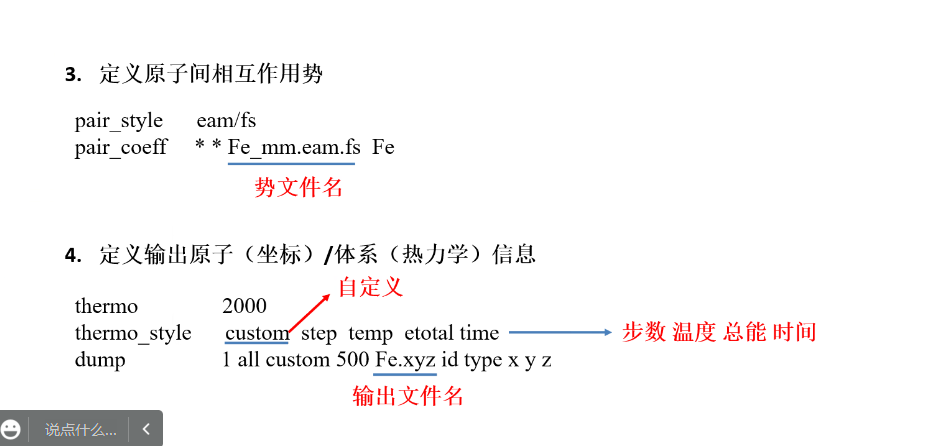 3. 定义原子间相互作用势
pair_style eam/fs
pair_coeff * * Fe_mm.eam.fs Fe
势文件名
4. 定义输出原子（坐标）/体系（热力学）信息
自定义
thermo 2000
thermo_style custom step temp etotal time 步数 温度 总能 时间
dump 1 all custom 500 Fe.xyz id type x y z
输出文件名
说点什么...